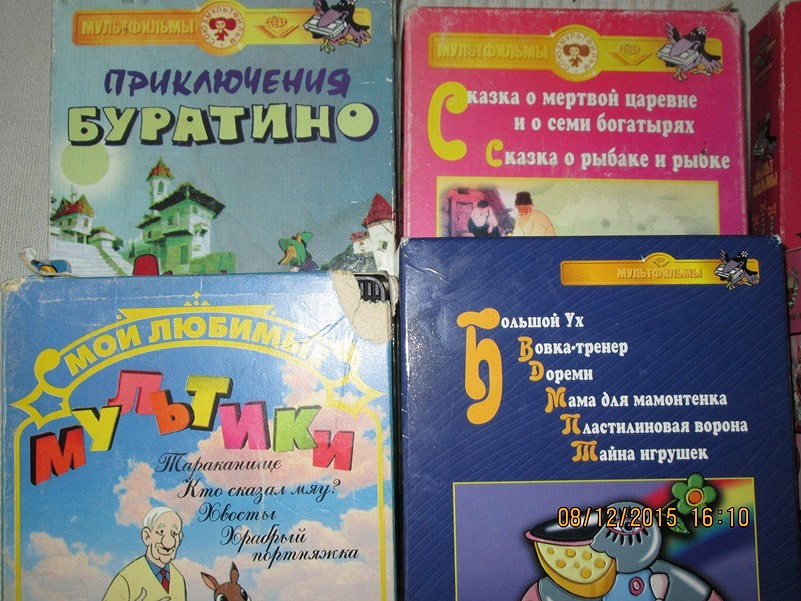 МУЛЬТФИЛЬМЫ
ПРИКЛЮЧЕНИЯ
БУРАТИНО
МУЛЬТФИЛЬМЫ
Сказка о мертвой царевне
и о семи богатырях
Сказка о рыбаке и рыбке
МОИ ЛЮБИМЫЕ
МУЛЬТИКИ
Тараканище
Кто сказал мяу?
Хвосты
Храбрый
портняжка
МУЛЬТФИЛЬМЫ
Большой Ух
Вовка-тренер
Дореми
Мама для мамонтенка
Пластилиновая ворона
Тайна игрушек
08/12/2015 16:10